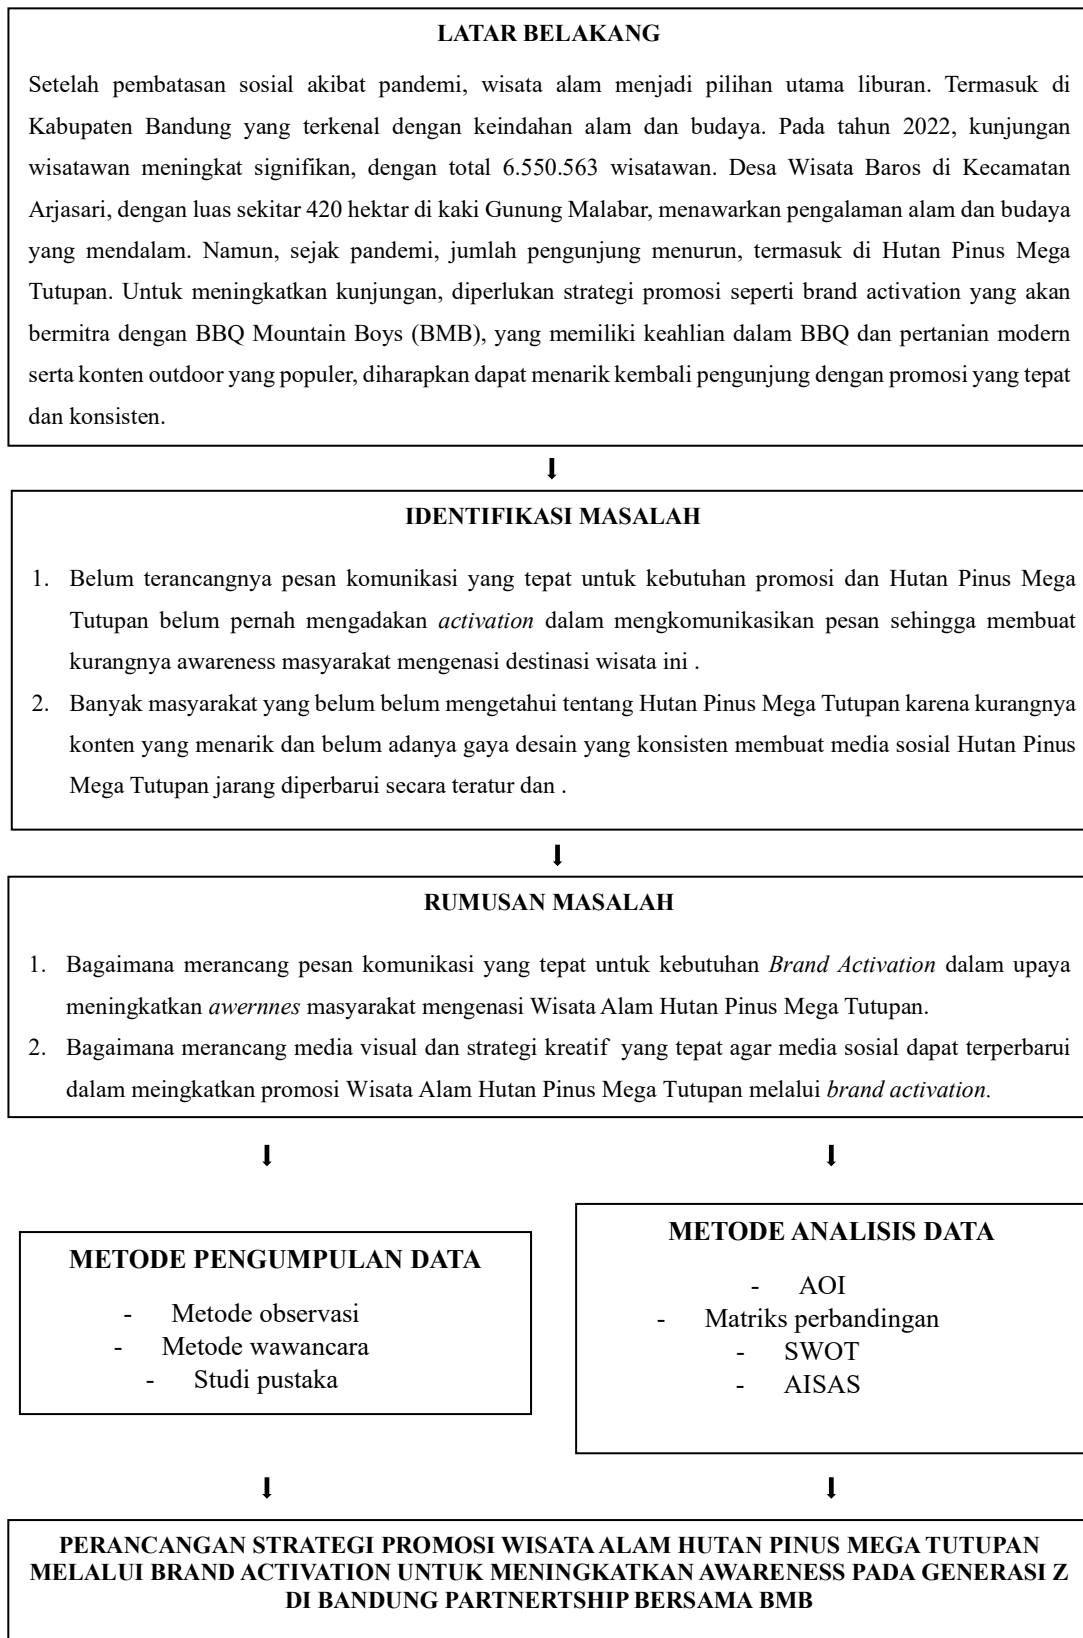 LATAR BELAKANG
Setelah pembatasan sosial akibat pandemi, wisata alam menjadi pilihan utama liburan. Termasuk di
Kabupaten Bandung yang terkenal dengan keindahan alam dan budaya. Pada tahun 2022, kunjungan
wisatawan meningkat signifikan, dengan total 6.550.563 wisatawan. Desa Wisata Baros di Kecamatan
Arjasari, dengan luas sekitar 420 hektar di kaki Gunung Malabar, menawarkan pengalaman alam dan budaya
yang mendalam. Namun, sejak pandemi, jumlah pengunjung menurun, termasuk di Hutan Pinus Mega
Tutupan. Untuk meningkatkan kunjungan, diperlukan strategi promosi seperti brand activation yang akan
bermitra dengan BBQ Mountain Boys (BMB), yang memiliki keahlian dalam BBQ dan pertanian modern
serta konten outdoor yang populer, diharapkan dapat menarik kembali pengunjung dengan promosi yang tepat
dan konsisten.
IDENTIFIKASI MASALAH
1. Belum terancangnya pesan komunikasi yang tepat untuk kebutuhan promosi dan Hutan Pinus Mega
Tutupan belum pernah mengadakan activation dalam mengkomunikasikan pesan sehingga membuat
kurangnya awareness masyarakat mengenasi destinasi wisata ini .
2. Banyak masyarakat yang belum belum mengetahui tentang Hutan Pinus Mega Tutupan karena kurangnya
konten yang menarik dan belum adanya gaya desain yang konsisten membuat media sosial Hutan Pinus
Mega Tutupan jarang diperbarui secara teratur dan .
RUMUSAN MASALAH
1. Bagaimana merancang pesan komunikasi yang tepat untuk kebutuhan Brand Activation dalam upaya
meningkatkan awernnes masyarakat mengenasi Wisata Alam Hutan Pinus Mega Tutupan.
2. Bagaimana merancang media visual dan strategi kreatif yang tepat agar media sosial dapat terperbarui
dalam meingkatkan promosi Wisata Alam Hutan Pinus Mega Tutupan melalui brand activation.
METODE PENGUMPULAN DATA
- Metode observasi
- Metode wawancara
- Studi pustaka
METODE ANALISIS DATA
- AOI
- Matriks perbandingan
- SWOT
- AISAS
PERANCANGAN STRATEGI PROMOSI WISATA ALAM HUTAN PINUS MEGA TUTUPAN
MELALUI BRAND ACTIVATION UNTUK MENINGKATKAN AWARENESS PADA GENERASI Z
DI BANDUNG PARTNERTSHIP BERSAMA BMB